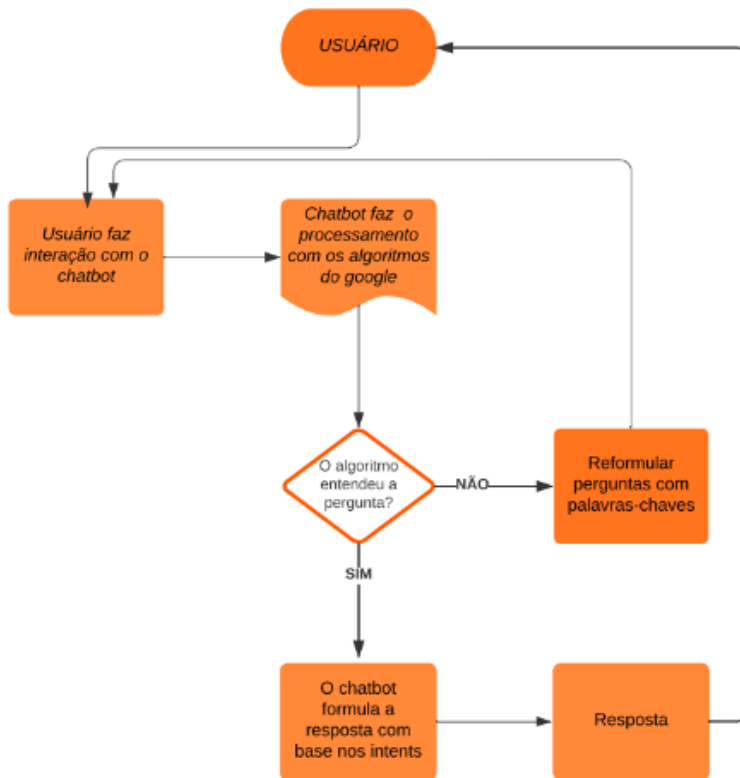 USUÁRIO
Usuário faz
interação com o
chatbot
Chatbot faz o
processamento
com os algoritmos
do google
O algoritmo
entendeu a
pergunta?
NÃO
Reformular
perguntas com
palavras-chaves
SIM
O chatbot
formula a
resposta com
base nos intents
Resposta